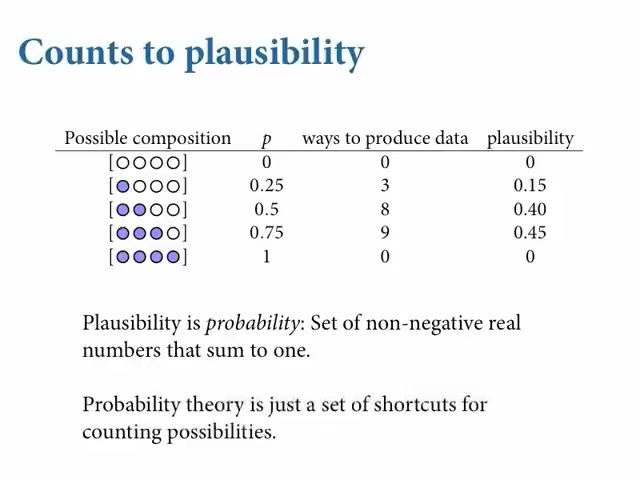 Counts to plausibility
Possible composition p ways to produce data plausibility
[○○○○] 0 0 0
[●○○○] 0.25 3 0.15
[●●○○] 0.5 8 0.40
[●●●○] 0.75 9 0.45
[●●●●] 1 0 0
Plausibility is probability: Set of non-negative real
numbers that sum to one.
Probability theory is just a set of shortcuts for
counting possibilities.